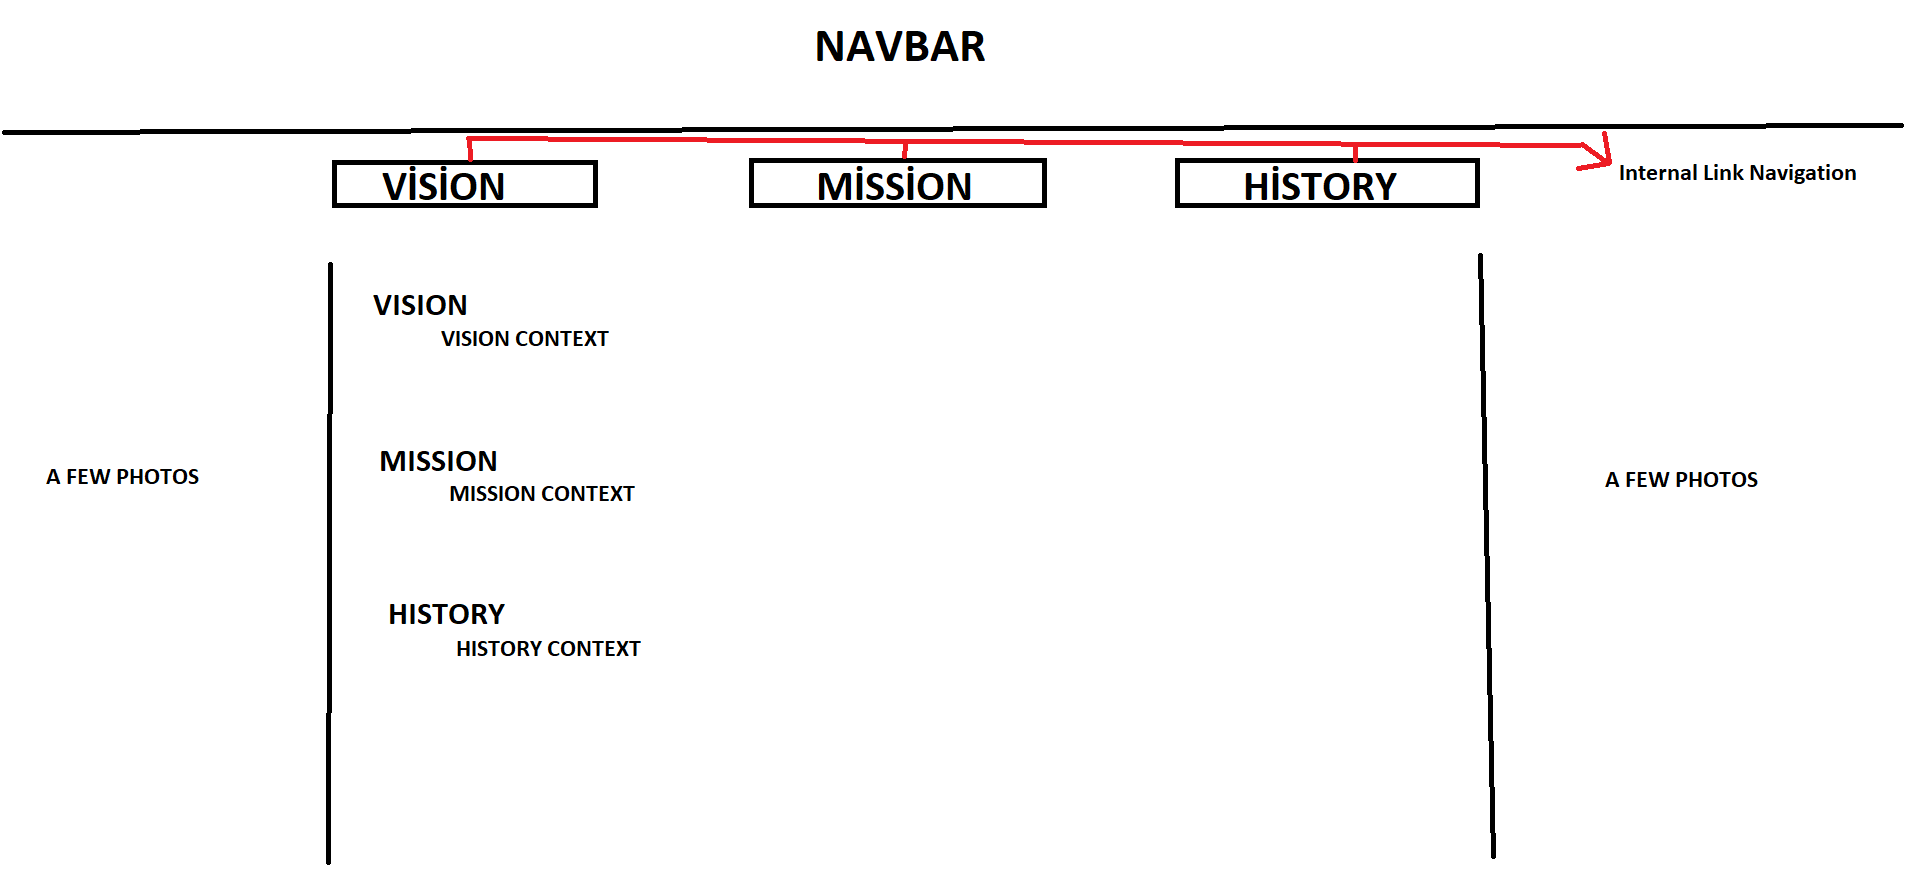 NAVBAR
VİSİON
MİSSİON
HİSTORY
Internal Link Navigation
VISION
VISION CONTEXT
MISSION
MISSION CONTEXT
A FEW PHOTOS
A FEW PHOTOS
HISTORY
HISTORY CONTEXT